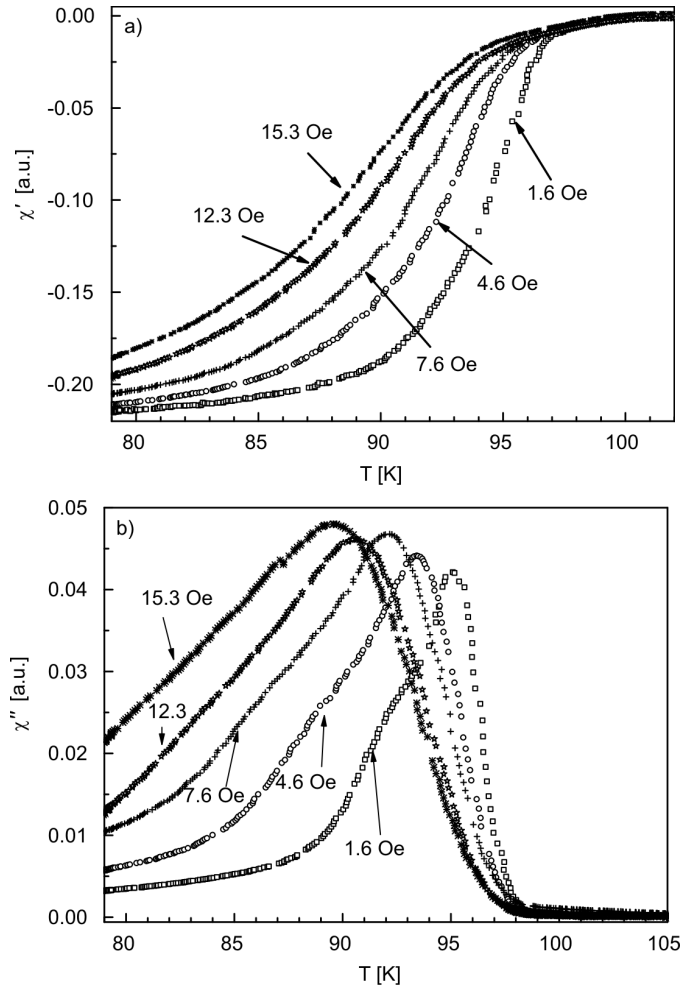 a)
0.00
-0.05
-0.10
-0.15
-0.20
χ′ [a.u.]
15.3 Oe
12.3 Oe
1.6 Oe
4.6 Oe
7.6 Oe
80 85 90 95 100
T [K]
b)
0.05
0.04
0.03
0.02
0.01
0.00
χ″ [a.u.]
15.3 Oe
12.3
7.6 Oe
4.6 Oe
1.6 Oe
80 85 90 95 100 105
T [K]